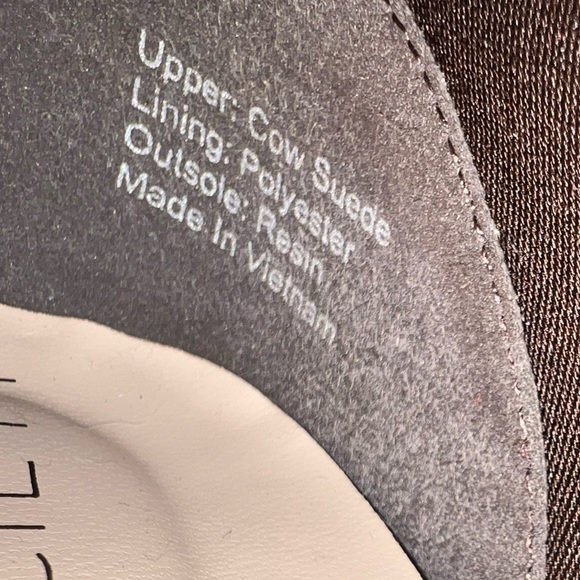 Upper: Cow Suede
Lining: Polyester
Outsole: Resin
Made In Vietnam